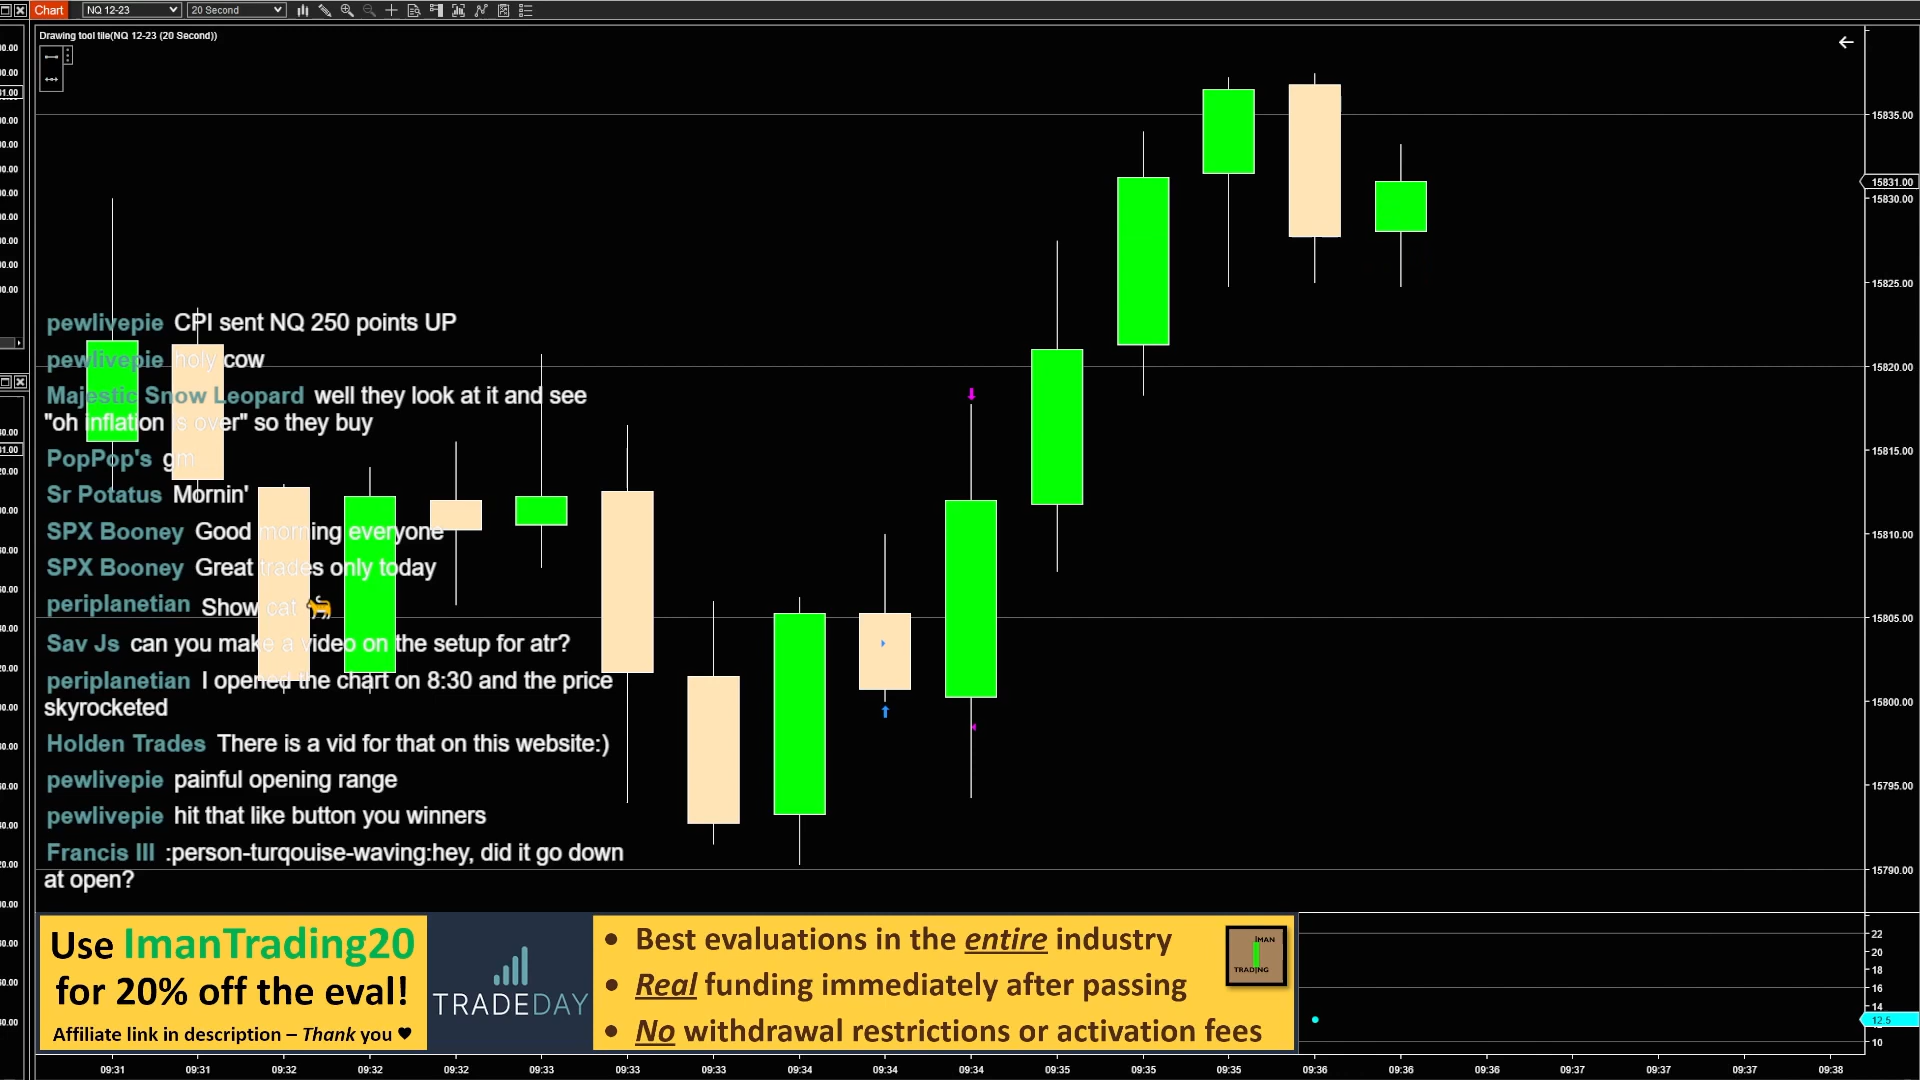 Chart NQ 12-23 20 Second
Drawing tool tile(NQ 12-23 (20 Second))
15835.00
15831.00
15830.00
15825.00
15820.00
15815.00
15810.00
15805.00
15800.00
15795.00
15790.00
pewlivepie CPI sent NQ 250 points UP
pewlivepie holy cow
Majestic Snow Leopard well they look at it and see
"oh inflation is over" so they buy
PopPop's gm
Sr Potatus Mornin'
SPX Booney Good morning everyone
SPX Booney Great trades only today
periplanetian Show cat 🐈
Sav Js can you make a video on the setup for atr?
periplanetian I opened the chart on 8:30 and the price
skyrocketed
Holden Trades There is a vid for that on this website:)
pewlivepie painful opening range
pewlivepie hit that like button you winners
Francis III :person-turqouise-waving:hey, did it go down
at open?
Use ImanTrading20
for 20% off the eval!
Affiliate link in description – Thank you ♥
TRADEDAY
• Best evaluations in the entire industry
• Real funding immediately after passing
• No withdrawal restrictions or activation fees
IMAN
TRADING
22
20
18
16
14
12.5
10
09:31 09:31 09:32 09:32 09:32 09:33 09:33 09:33 09:34 09:34 09:34 09:35 09:35 09:35 09:36 09:36 09:36 09:37 09:37 09:37 09:38